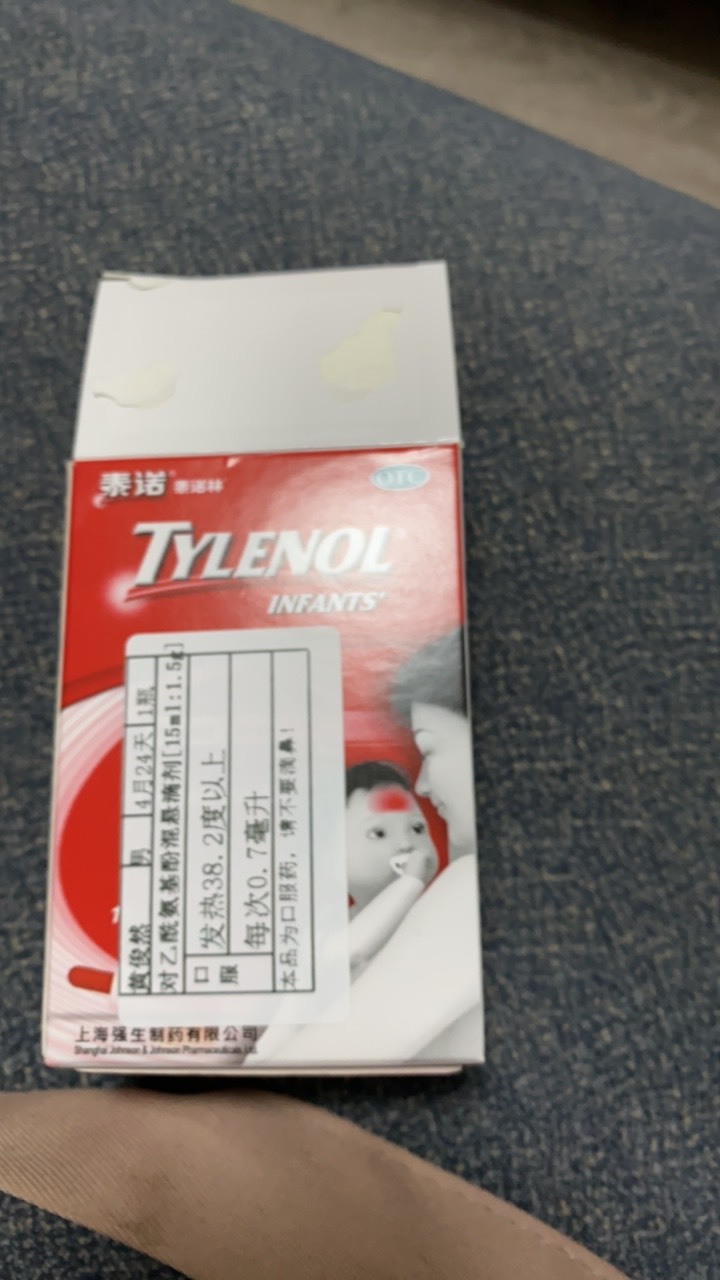 泰诺 泰诺林
OTC
TYLENOL
INFANTS'
黄俊然 男 4月24天 1瓶
对乙酰氨基酚混悬滴剂[15ml:1.5g]
口服 发热38.2度以上
每次0.7毫升
本品为口服药，请不要滴鼻！
上海强生制药有限公司
Shanghai Johnson & Johnson Pharmaceuticals Ltd.